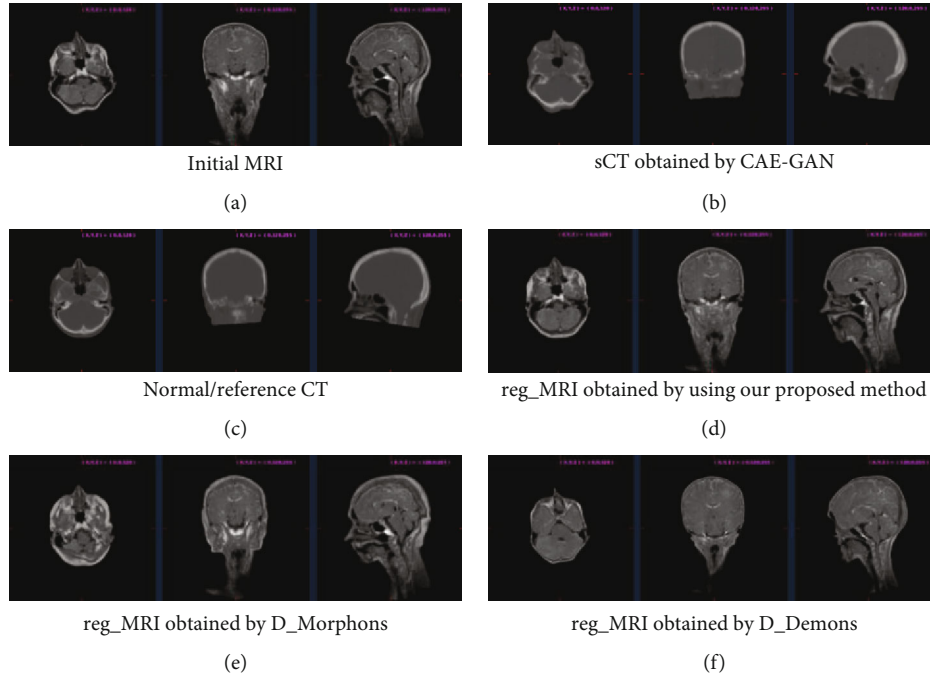 Initial MRI
(a)
sCT obtained by CAE-GAN
(b)
Normal/reference CT
(c)
reg_MRI obtained by using our proposed method
(d)
reg_MRI obtained by D_Morphons
(e)
reg_MRI obtained by D_Demons
(f)